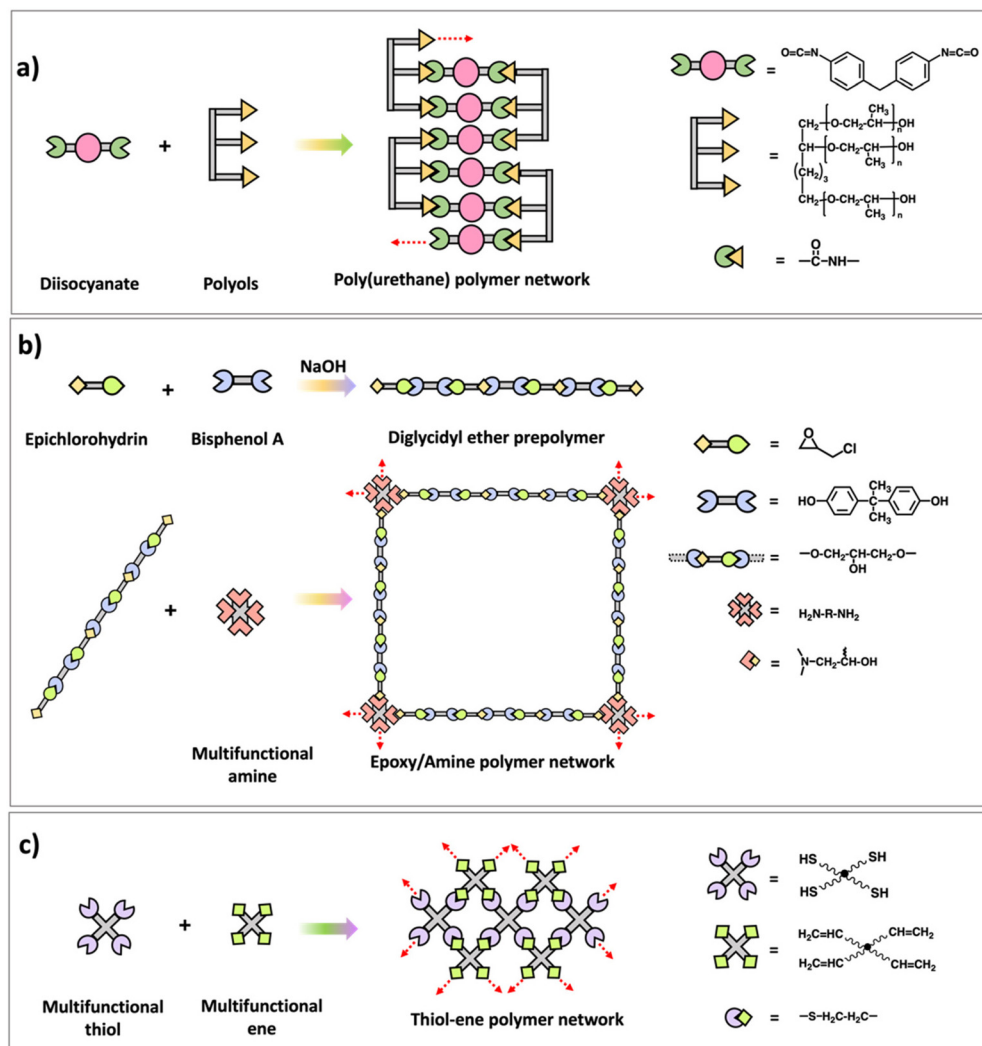 a)
Diisocyanate
+
Polyols
Poly(urethane) polymer network
=
O=C=N
N=C=O
=
CH₃
CH₂─[O-CH₂-CH]n─OH
CH─[O-CH₂-CH]n─OH
CH₃
(CH₂)₃
CH₂─[O-CH₂-CH]n─OH
CH₃
=
O
─C─NH─
b)
Epichlorohydrin
+
Bisphenol A
NaOH
Diglycidyl ether prepolymer
+
Multifunctional
amine
Epoxy/Amine polymer network
=
O
Cl
=
CH₃
HO
C
OH
CH₃
=
─O-CH₂-CH-CH₂-O─
OH
=
H₂N-R-NH₂
=
N─CH₂-CH-OH
c)
Multifunctional
thiol
+
Multifunctional
ene
Thiol-ene polymer network
=
HS
SH
HS
SH
=
H₂C=HC
CH=CH₂
H₂C=HC
CH=CH₂
=
─S─H₂C-H₂C─